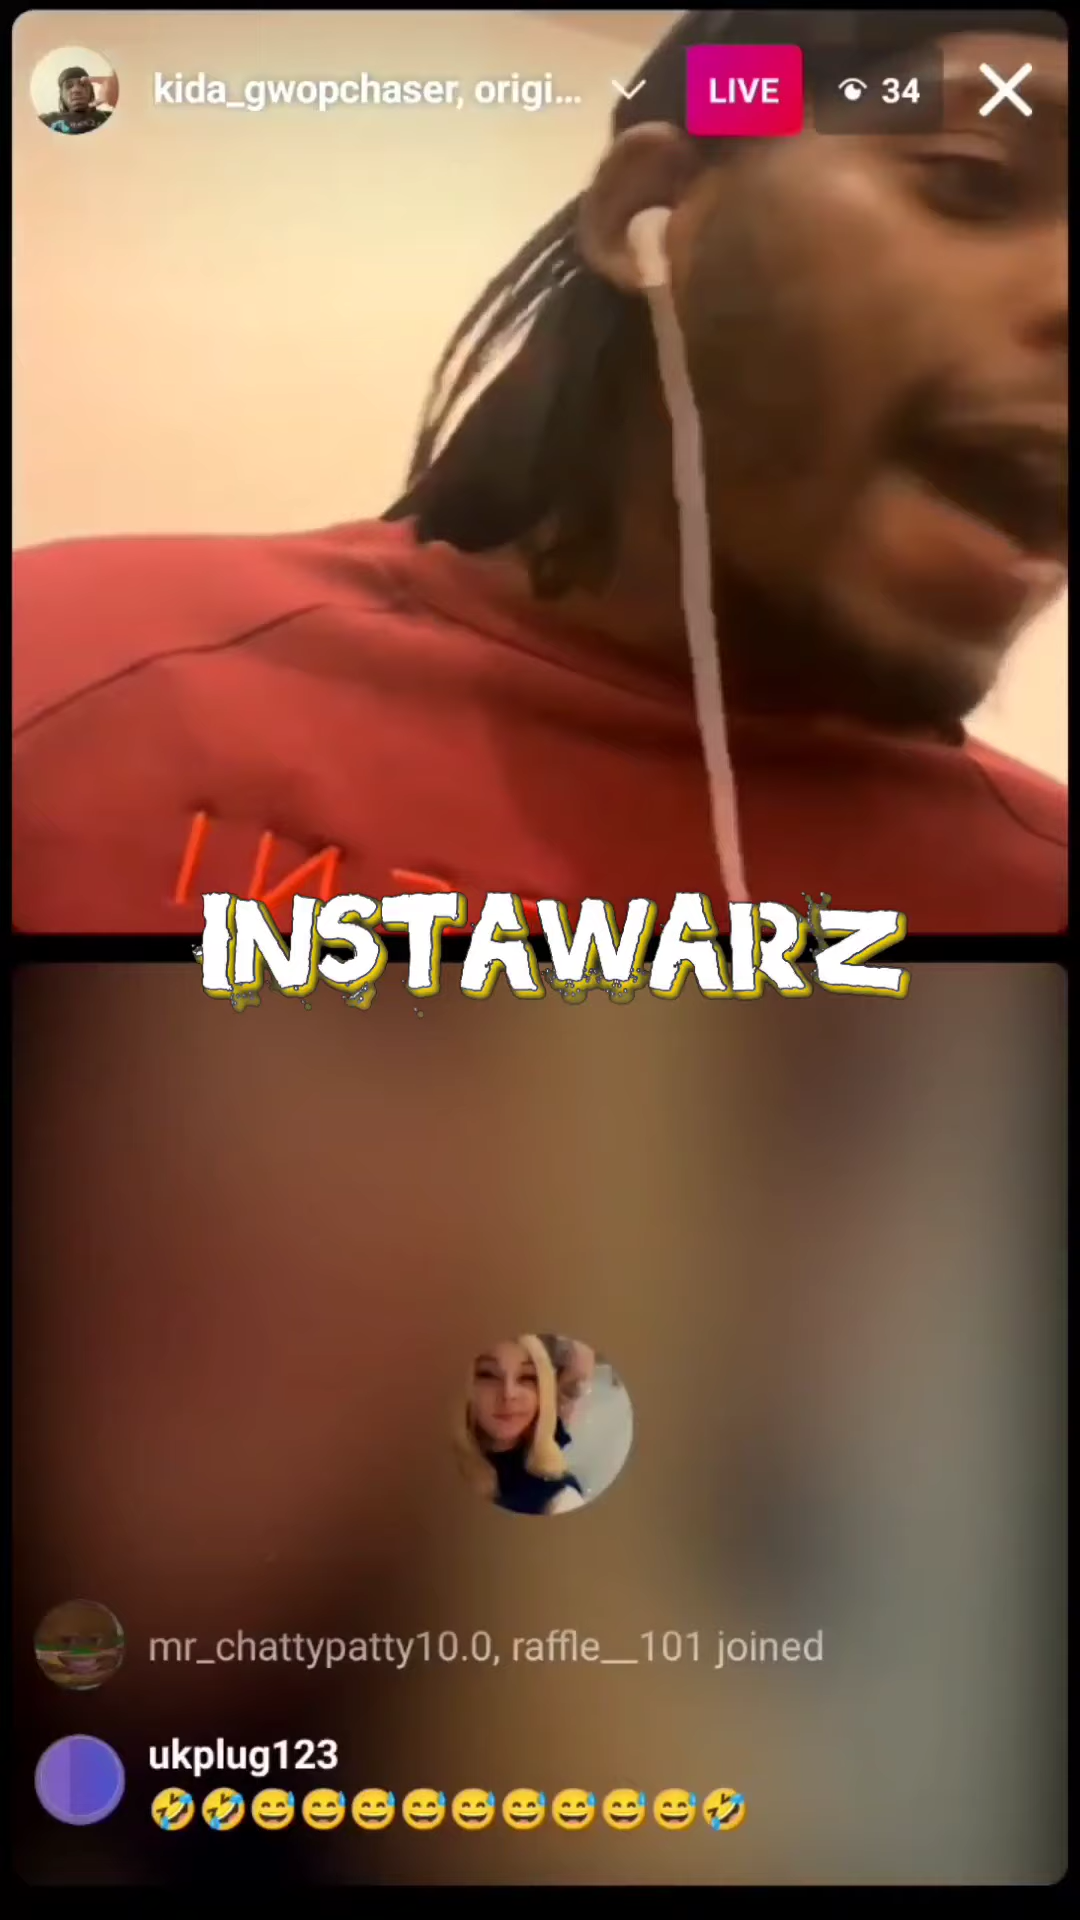 kida_gwopchaser, origi...
LIVE
34
INSTAWARZ
mr_chattypatty10.0, raffle__101 joined
ukplug123
🤣🤣😅😅😅😅😅😅😅😅😅🤣